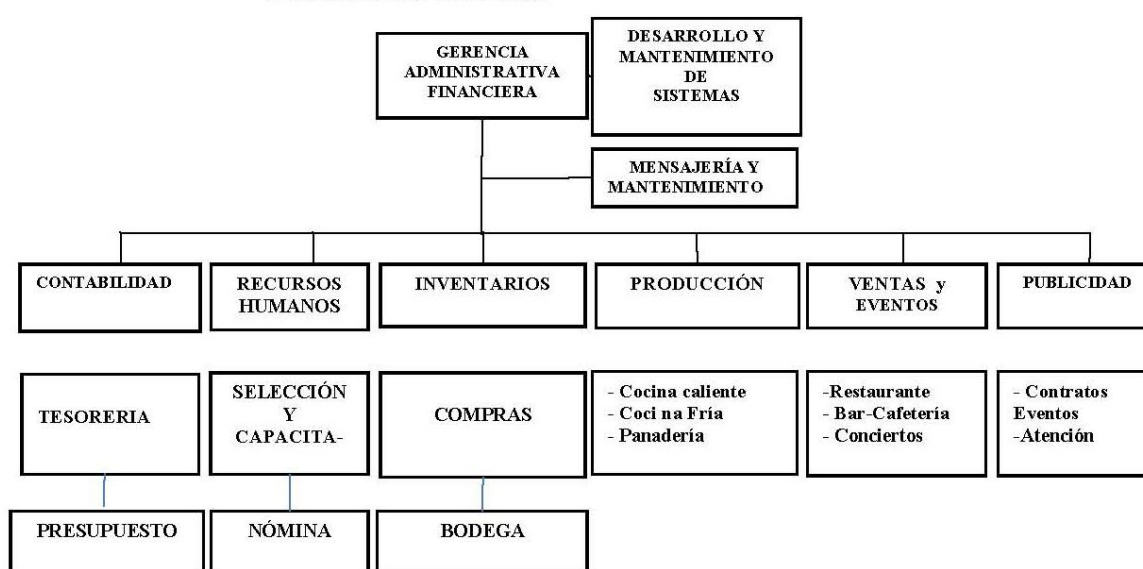 GERENCIA
ADMINISTRATIVA
FINANCIERA
DESARROLLO Y
MANTENIMIENTO
DE
SISTEMAS
MENSAJERÍA Y
MANTENIMIENTO
CONTABILIDAD
RECURSOS
HUMANOS
INVENTARIOS
PRODUCCIÓN
VENTAS y
EVENTOS
PUBLICIDAD
TESORERIA
SELECCIÓN
Y
CAPACITA-
COMPRAS
- Cocina caliente
- Coci na Fría
- Panadería
-Restaurante
- Bar-Cafetería
- Conciertos
- Contratos
Eventos
-Atención
PRESUPUESTO
NÓMINA
BODEGA